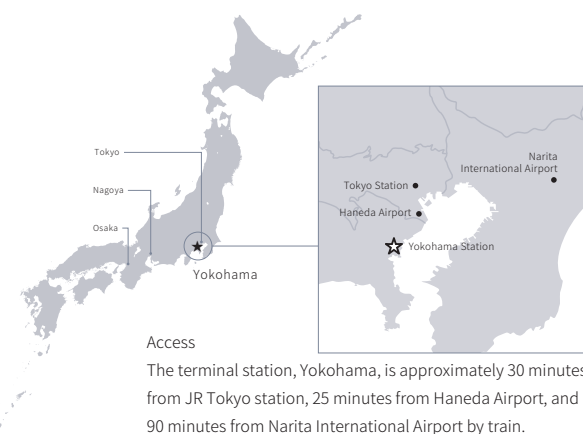 Tokyo
Nagoya
Osaka
Yokohama
Narita
International Airport
Tokyo Station
Haneda Airport
Yokohama Station
Access
The terminal station, Yokohama, is approximately 30 minutes
from JR Tokyo station, 25 minutes from Haneda Airport, and
90 minutes from Narita International Airport by train.